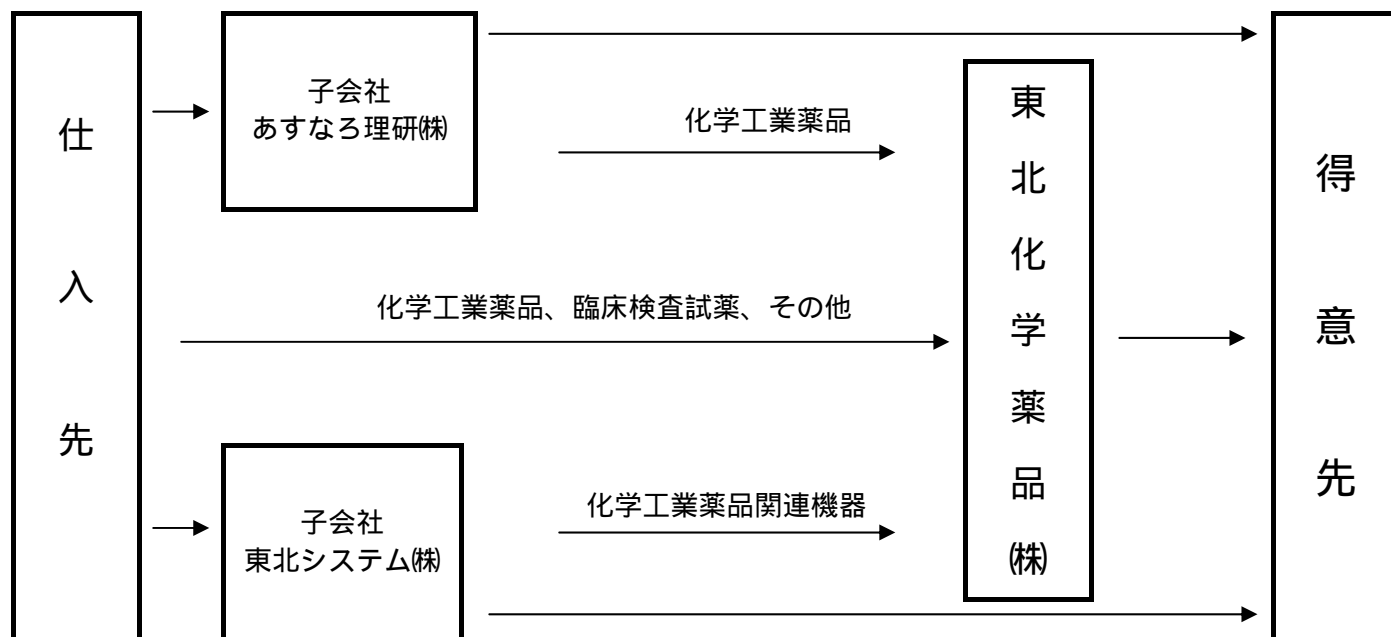 仕入先
子会社
あすなろ理研㈱
化学工業薬品
化学工業薬品、臨床検査試薬、その他
子会社
東北システム㈱
化学工業薬品関連機器
東北化学薬品㈱
得意先